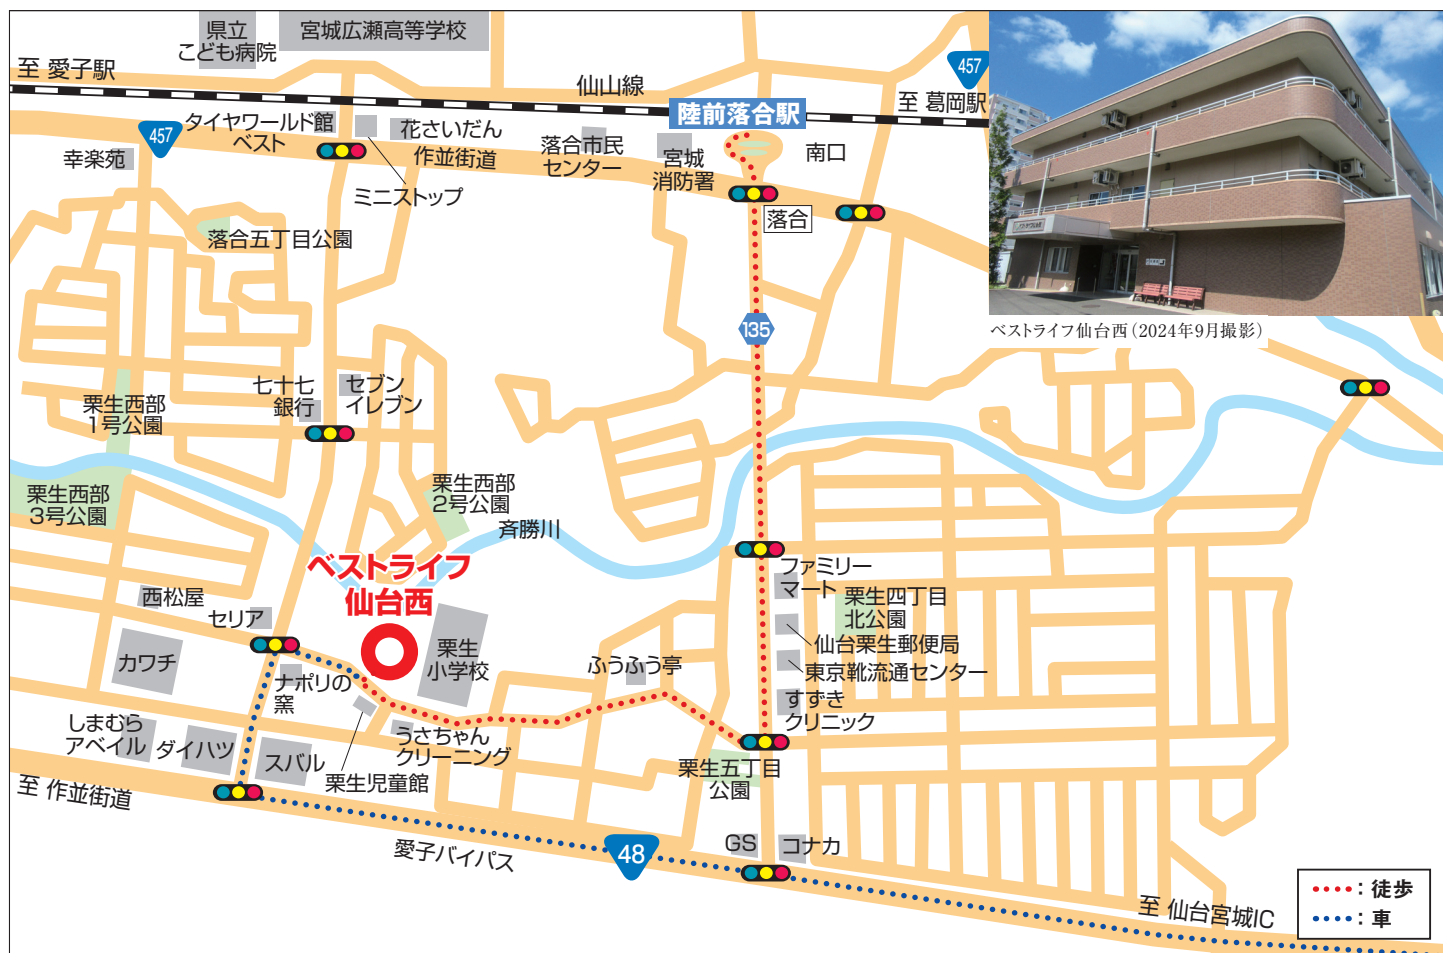 県立
こども病院
宮城広瀬高等学校
至 愛子駅
仙山線
457
至 葛岡駅
陸前落合駅
457
タイヤワールド館
ベスト
花さいだん
作並街道
落合市民
センター
宮城
消防署
南口
幸楽苑
ミニストップ
落合
落合五丁目公園
135
ベストライフ仙台西（2024年9月撮影）
七十七
銀行
セブン
イレブン
栗生西部
1号公園
栗生西部
2号公園
栗生西部
3号公園
斉勝川
ベストライフ
仙台西
ファミリー
マート
栗生四丁目
北公園
西松屋
セリア
栗生
小学校
仙台栗生郵便局
カワチ
ナポリの
窯
ふうふう亭
東京靴流通センター
すずき
クリニック
しまむら
アベイル
ダイハツ
スバル
うさちゃん
クリーニング
栗生児童館
栗生五丁目
公園
至 作並街道
愛子バイパス
48
GS
コナカ
至 仙台宮城IC
：徒歩
：車